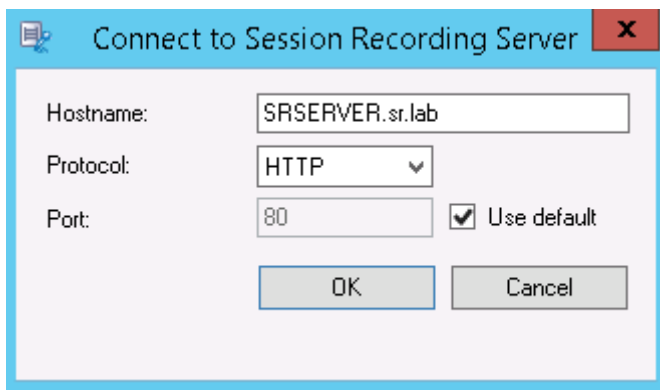 Connect to Session Recording Server x
Hostname: SRSERVER.sr.lab
Protocol: HTTP
Port: 80 Use default
OK Cancel